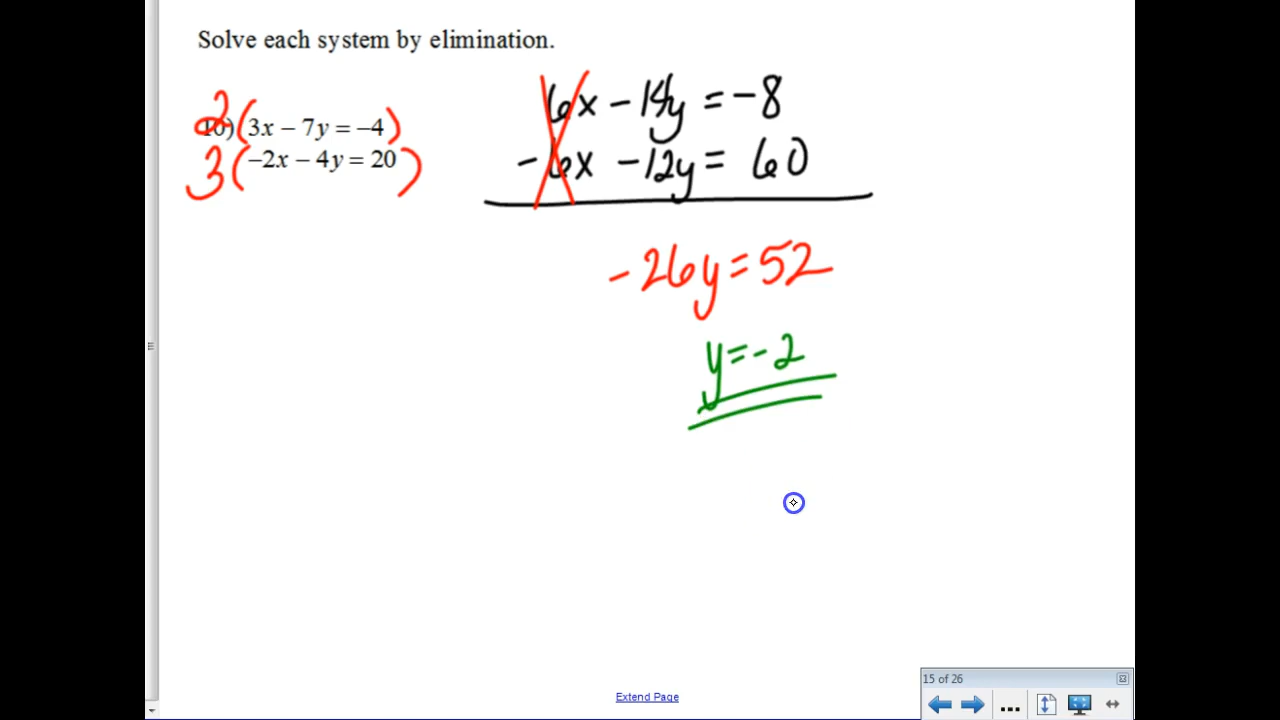 Solve each system by elimination.
2
10) (3x − 7y = −4)
3 (−2x − 4y = 20)
6x − 14y = −8
−6x − 12y = 60
−26y = 52
y = −2
Extend Page
15 of 26
...